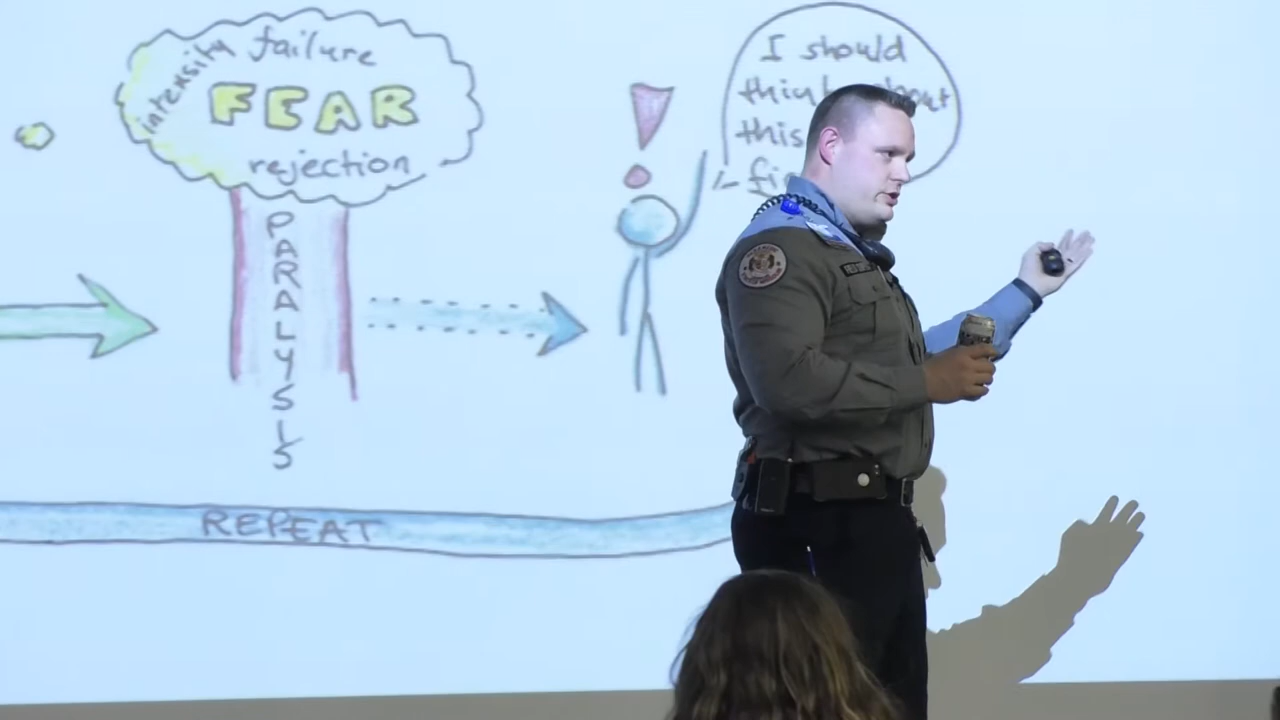 intensity failure
FEAR
rejection
PARALYSIS
REPEAT
I should
this